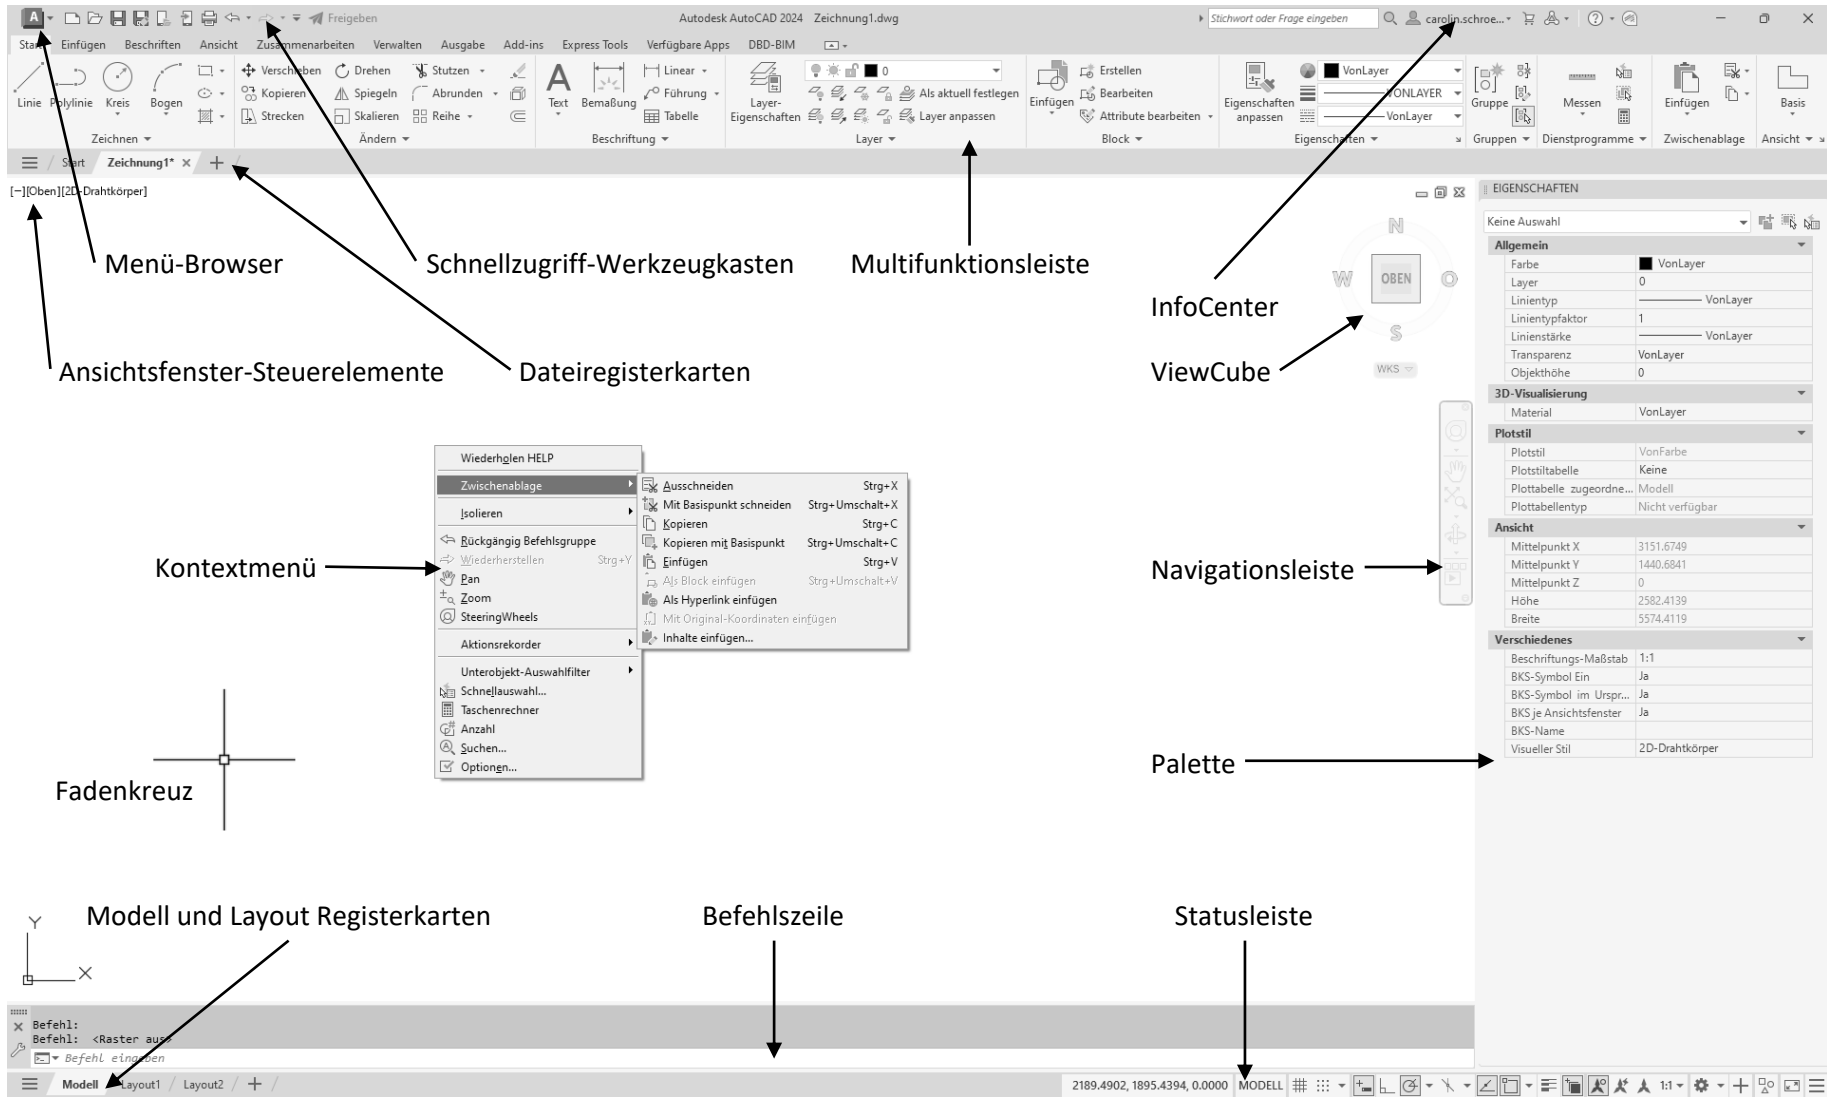 Freigeben
Autodesk AutoCAD 2024 Zeichnung1.dwg
Stichwort oder Frage eingeben
carolin.schroe...
Start Einfügen Beschriften Ansicht Zusammenarbeiten Verwalten Ausgabe Add-ins Express Tools Verfügbare Apps DBD-BIM
Linie Polylinie Kreis Bogen
Verschieben Drehen Stutzen
Kopieren Spiegeln Abrunden
Strecken Skalieren Reihe
Text Bemaßung
Linear
Führung
Tabelle
Layer-
Eigenschaften
0
Als aktuell festlegen
Layer anpassen
Einfügen
Erstellen
Bearbeiten
Attribute bearbeiten
Eigenschaften
anpassen
VonLayer
VONLAYER
VonLayer
Gruppe
Messen
Einfügen
Basis
Zeichnen Ändern Beschriftung Layer Block Eigenschaften Gruppen Dienstprogramme Zwischenablage Ansicht
Start Zeichnung1*
[−][Oben][2D-Drahtkörper]
Menü-Browser
Schnellzugriff-Werkzeugkasten
Multifunktionsleiste
InfoCenter
Ansichtsfenster-Steuerelemente
Dateiregisterkarten
ViewCube
N
W OBEN O
S
WKS
Wiederholen HELP
Zwischenablage
Isolieren
Rückgängig Befehlsgruppe
Wiederherstellen Strg+Y
Pan
Zoom
SteeringWheels
Aktionsrekorder
Unterobjekt-Auswahlfilter
Schnellauswahl...
Taschenrechner
Anzahl
Suchen...
Optionen...
Ausschneiden Strg+X
Mit Basispunkt schneiden Strg+Umschalt+X
Kopieren Strg+C
Kopieren mit Basispunkt Strg+Umschalt+C
Einfügen Strg+V
Als Block einfügen Strg+Umschalt+V
Als Hyperlink einfügen
Mit Original-Koordinaten einfügen
Inhalte einfügen...
Kontextmenü
Navigationsleiste
Palette
Fadenkreuz
EIGENSCHAFTEN
Keine Auswahl
Allgemein
Farbe VonLayer
Layer 0
Linientyp VonLayer
Linientypfaktor 1
Linienstärke VonLayer
Transparenz VonLayer
Objekthöhe 0
3D-Visualisierung
Material VonLayer
Plotstil
Plotstil VonFarbe
Plotstiltabelle Keine
Plottabelle zugeordne... Modell
Plottabellentyp Nicht verfügbar
Ansicht
Mittelpunkt X 3151.6749
Mittelpunkt Y 1440.6841
Mittelpunkt Z 0
Höhe 2582.4139
Breite 5574.4119
Verschiedenes
Beschriftungs-Maßstab 1:1
BKS-Symbol Ein Ja
BKS-Symbol im Urspr... Ja
BKS je Ansichtsfenster Ja
BKS-Name
Visueller Stil 2D-Drahtkörper
Modell und Layout Registerkarten
Befehlszeile
Statusleiste
Y
X
Befehl:
Befehl: <Raster aus>
Befehl eingeben
Modell Layout1 Layout2
2189.4902, 1895.4394, 0.0000 MODELL
1:1